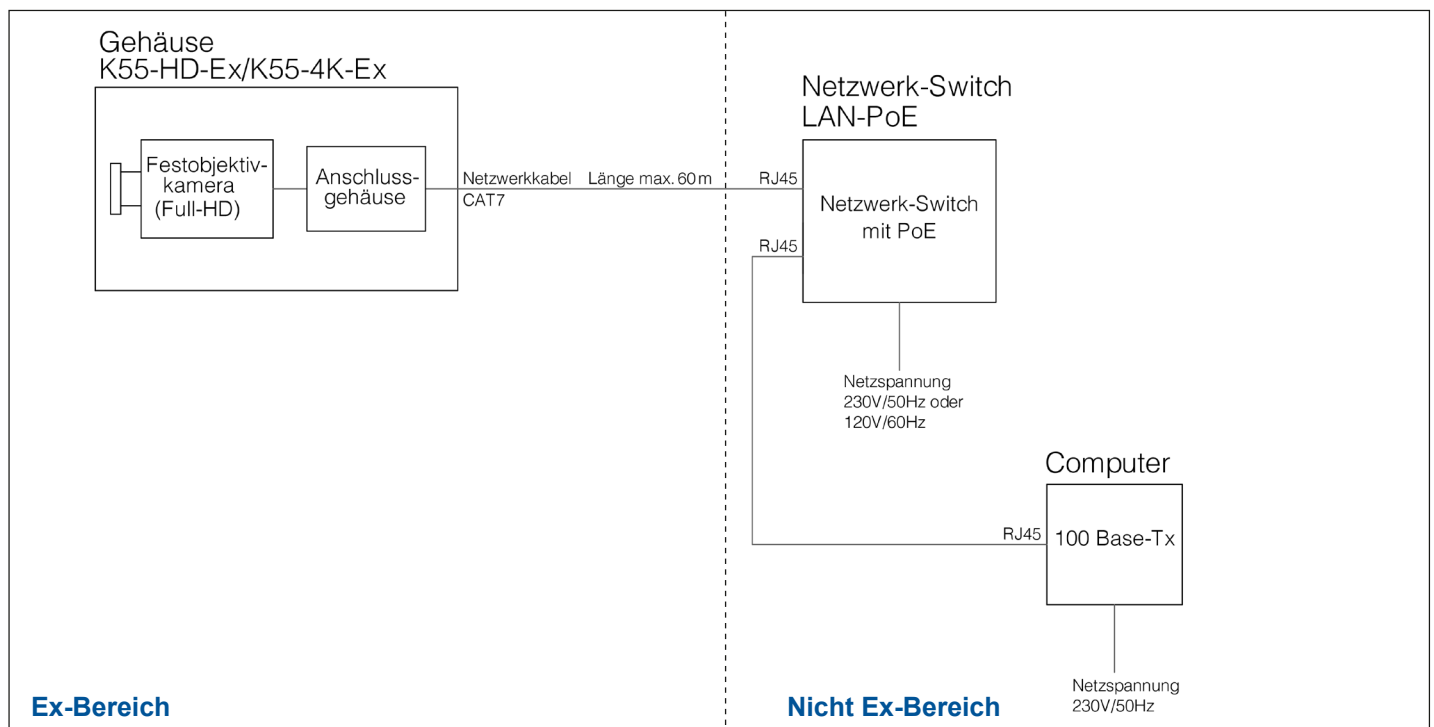 Gehäuse
K55-HD-Ex/K55-4K-Ex
Festobjektiv-
kamera
(Full-HD)
Anschluss-
gehäuse
Netzwerkkabel Länge max. 60 m
CAT7
Netzwerk-Switch
LAN-PoE
RJ45
Netzwerk-Switch
mit PoE
RJ45
Netzspannung
230V/50Hz oder
120V/60Hz
Computer
RJ45
100 Base-Tx
Netzspannung
230V/50Hz
Ex-Bereich
Nicht Ex-Bereich